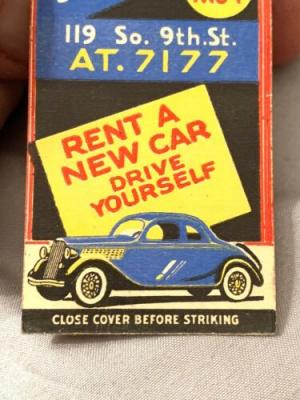 119 So. 9th.St.
AT. 7177
RENT A
NEW CAR
DRIVE
YOURSELF
CLOSE COVER BEFORE STRIKING